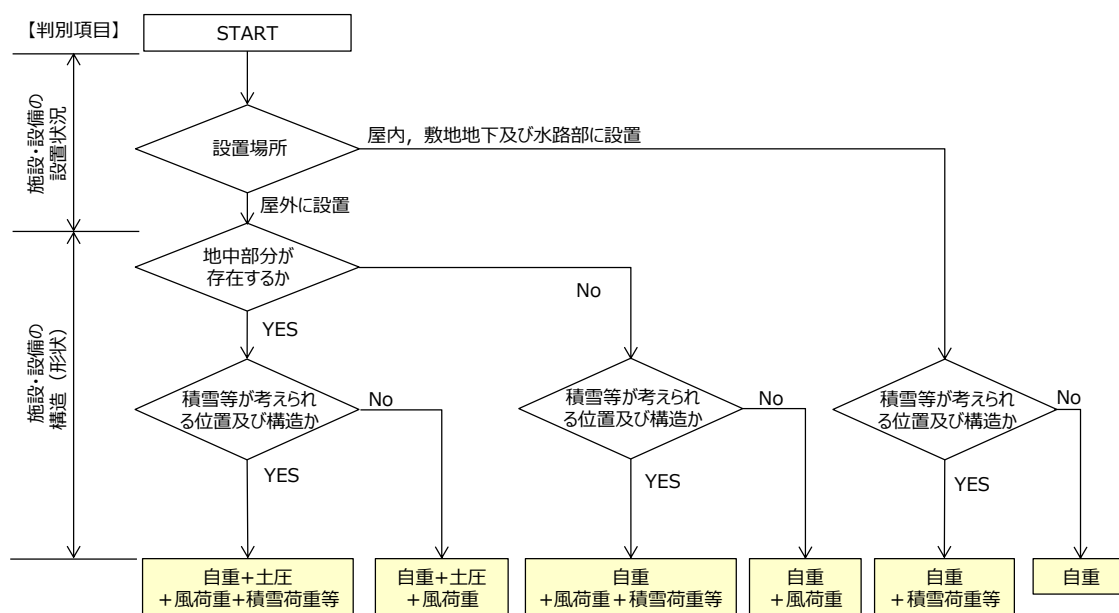 【判別項目】
START
施設・設備の
設置状況
設置場所
屋内，敷地地下及び水路部に設置
屋外に設置
施設・設備の
構造（形状）
地中部分が
存在するか
No
YES
積雪等が考えられ
る位置及び構造か
No
YES
積雪等が考えられ
る位置及び構造か
No
YES
積雪等が考えられ
る位置及び構造か
No
YES
自重+土圧
+風荷重+積雪荷重等
自重+土圧
+風荷重
自重
+風荷重+積雪荷重等
自重
+風荷重
自重
+積雪荷重等
自重